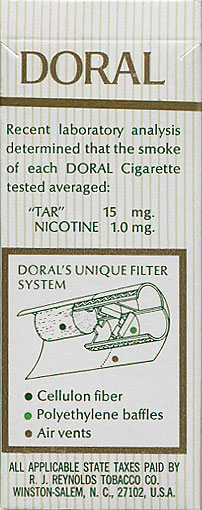 DORAL
Recent laboratory analysis
determined that the smoke
of each DORAL Cigarette
tested averaged:
"TAR" 15 mg.
NICOTINE 1.0 mg.
DORAL'S UNIQUE FILTER
SYSTEM
● Cellulon fiber
● Polyethylene baffles
● Air vents
ALL APPLICABLE STATE TAXES PAID BY
R. J. REYNOLDS TOBACCO CO.
WINSTON-SALEM, N. C., 27102, U.S.A.